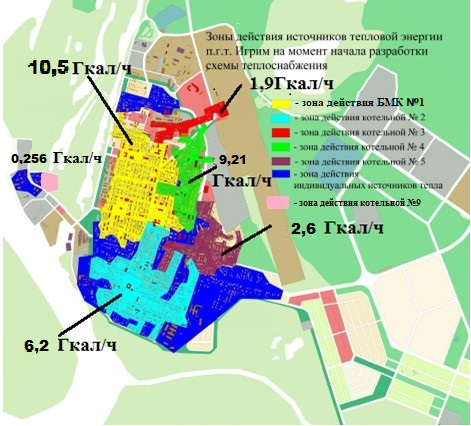 Зоны действия источников тепловой энергии
п.г.т. Игрим на момент начала разработки
схемы теплоснабжения
10,5 Гкал/ч
1,9Гкал/ч
- зона действия БМК №1
- зона действия котельной № 2
- зона действия котельной № 3
- зона действия котельной № 4
- зона действия котельной № 5
- зона действия
индивидуальных источников тепла
- зона действия котельной №9
0,256 Гкал/ч
9,21
Гкал/ч
2,6 Гкал/ч
6,2 Гкал/ч